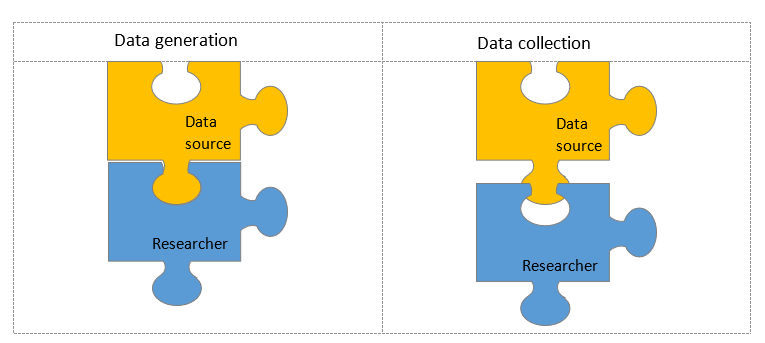 Data generation
Data collection
Data
source
Researcher
Data
source
Researcher